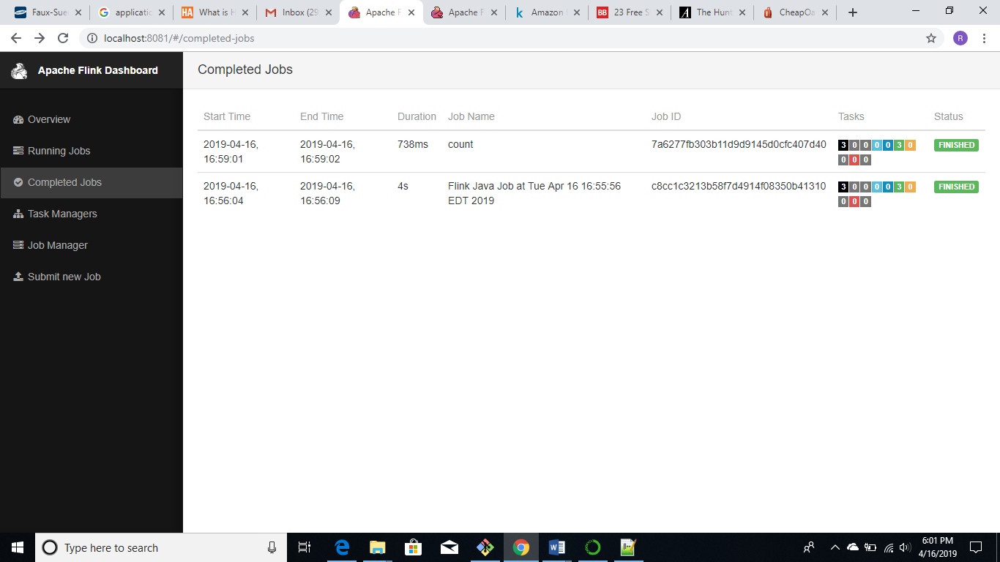 Faux-Sue
applicatio
HA What is H
Inbox (29
Apache F
Apache F
k Amazon
BB 23 Free S
A The Hunt
CheapOa
localhost:8081/#/completed-jobs
R
Apache Flink Dashboard
Completed Jobs
Overview
Running Jobs
Completed Jobs
Task Managers
Job Manager
Submit new Job
Start Time End Time Duration Job Name Job ID Tasks Status
2019-04-16, 2019-04-16, 738ms count 7a6277fb303b11d9d9145d0cfc407d40 3 0 0 0 0 3 0 FINISHED
16:59:01 16:59:02 0 0 0
2019-04-16, 2019-04-16, 4s Flink Java Job at Tue Apr 16 16:55:56 c8cc1c3213b58f7d4914f08350b41310 3 0 0 0 0 3 0 FINISHED
16:56:04 16:56:09 EDT 2019 0 0 0
Type here to search
6:01 PM
4/16/2019